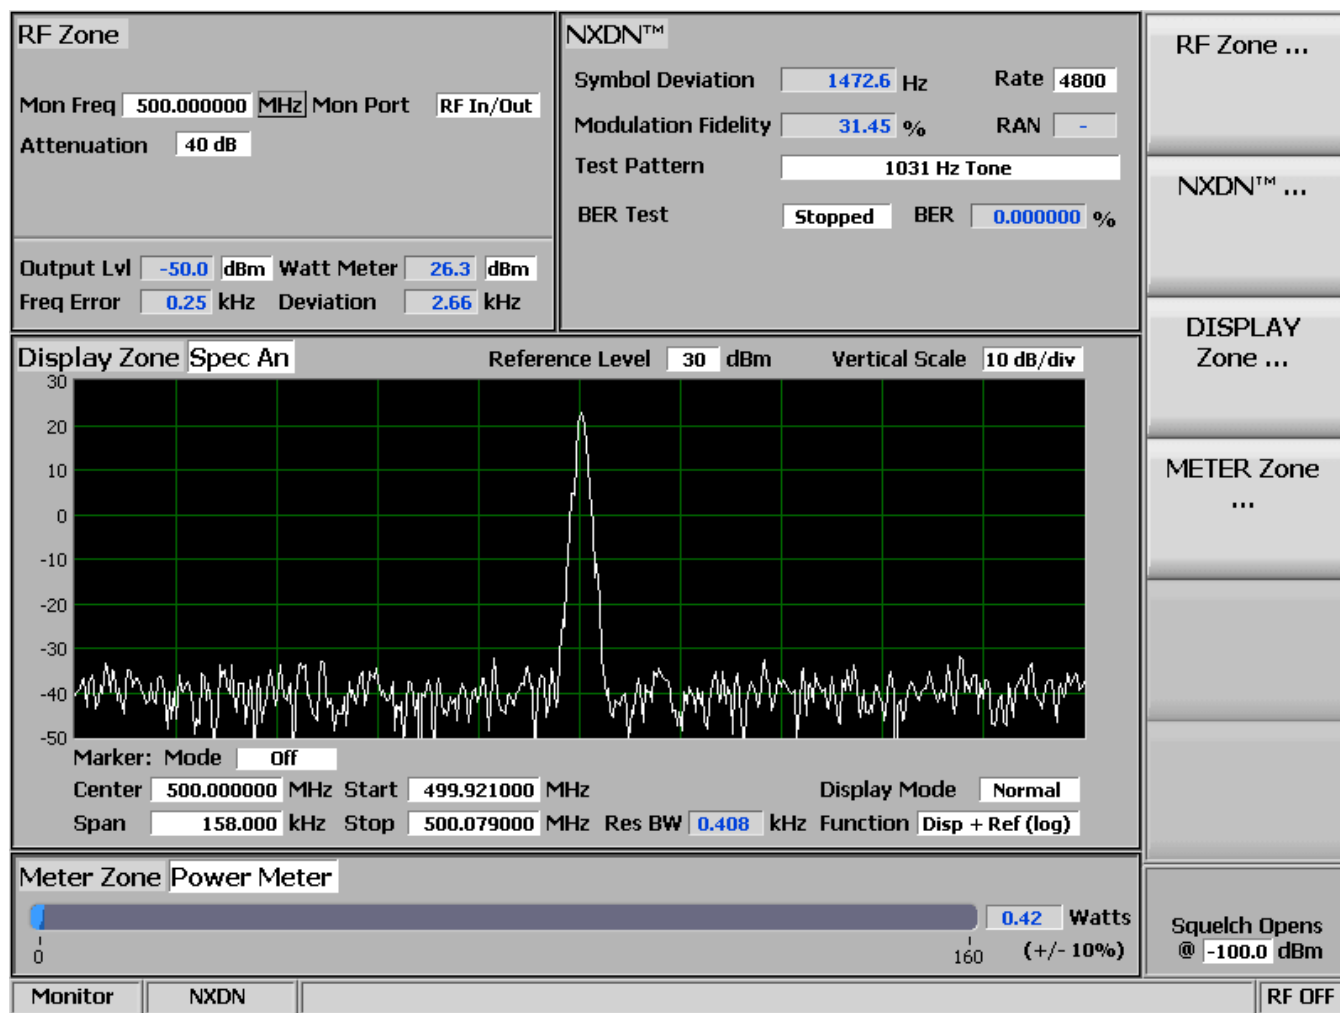 RF Zone
Mon Freq 500.000000 MHz Mon Port RF In/Out
Attenuation 40 dB
Output Lvl -50.0 dBm Watt Meter 26.3 dBm
Freq Error 0.25 kHz Deviation 2.66 kHz
NXDN™
Symbol Deviation 1472.6 Hz Rate 4800
Modulation Fidelity 31.45 % RAN -
Test Pattern 1031 Hz Tone
BER Test Stopped BER 0.000000 %
Display Zone Spec An Reference Level 30 dBm Vertical Scale 10 dB/div
30
20
10
0
-10
-20
-30
-40
-50
Marker: Mode Off
Center 500.000000 MHz Start 499.921000 MHz Display Mode Normal
Span 158.000 kHz Stop 500.079000 MHz Res BW 0.408 kHz Function Disp + Ref (log)
Meter Zone Power Meter
0.42 Watts
0 160 (+/- 10%)
RF Zone ...
NXDN™ ...
DISPLAY
Zone ...
METER Zone
...
Squelch Opens
@ -100.0 dBm
Monitor NXDN RF OFF